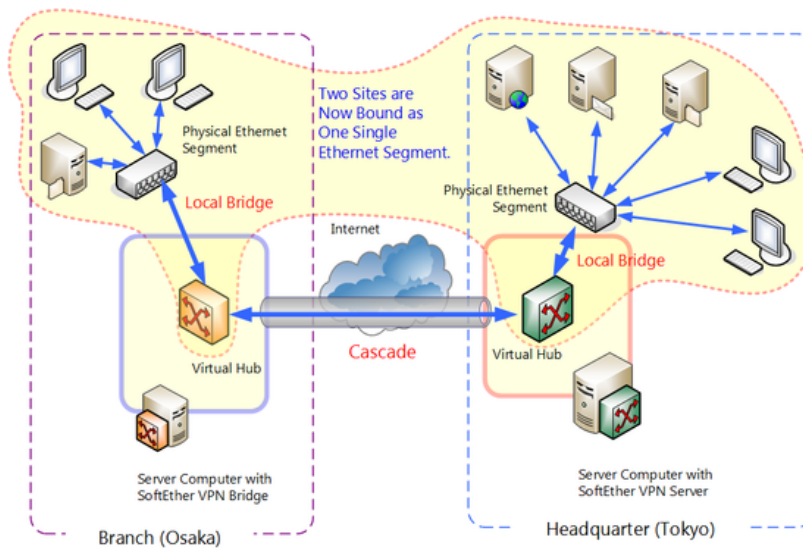 Two Sites are
Now Bound as
One Single
Ethernet Segment.
Physical Ethernet
Segment
Local Bridge
Physical Ethernet
Segment
Internet
Local Bridge
Cascade
Virtual Hub
Virtual Hub
Server Computer with
SoftEther VPN Bridge
Server Computer with
SoftEther VPN Server
Branch (Osaka)
Headquarter (Tokyo)